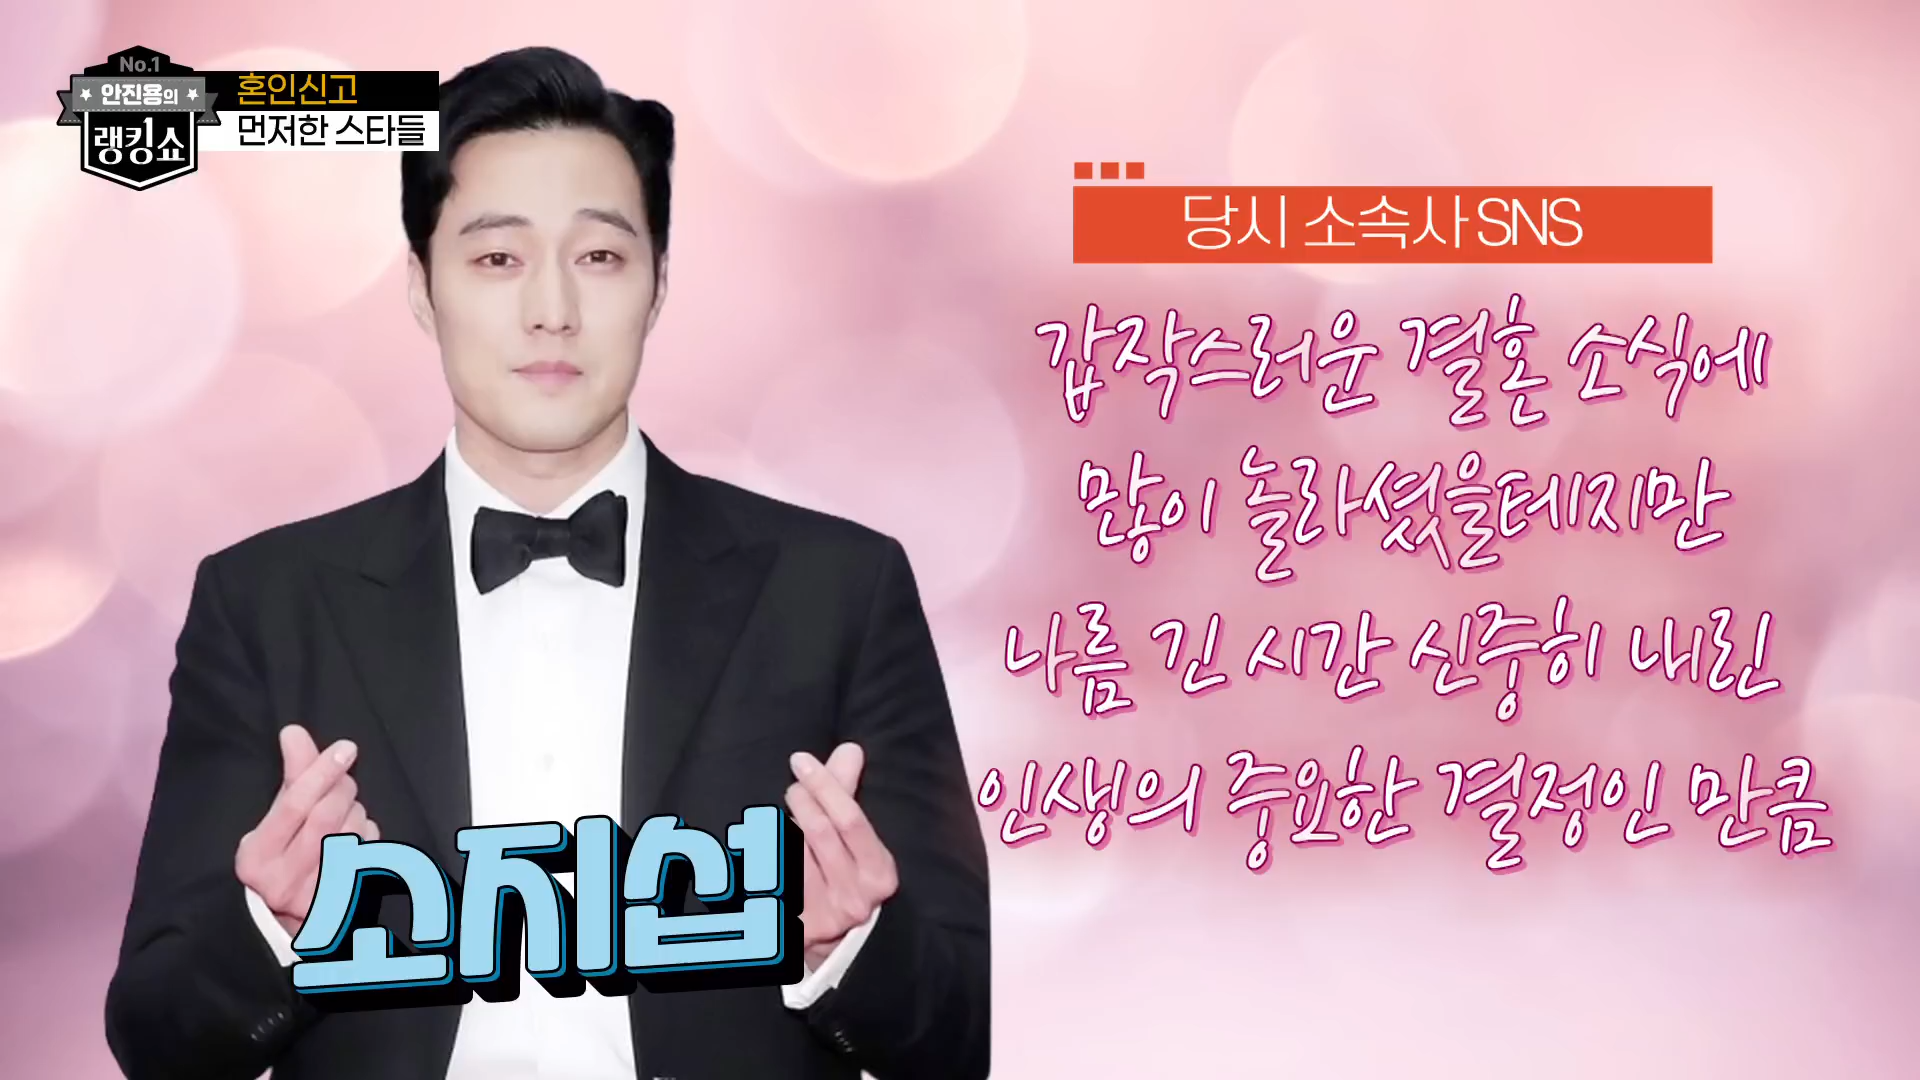 No.1
안진용의
랭킹쇼
혼인신고
먼저한 스타들
당시 소속사 SNS
갑작스러운 결혼 소식에
많이 놀라셨을테지만
나름 긴 시간 신중히 내린
인생의 중요한 결정인 만큼
소지섭